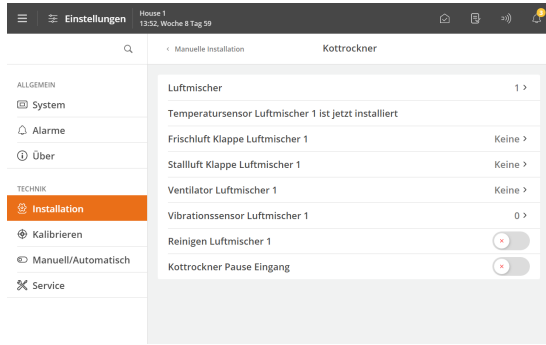 Einstellungen
House 1
13:52, Woche 8 Tag 59
3
‹ Manuelle Installation
Kottrockner
ALLGEMEIN
System
Alarme
Über
TECHNIK
Installation
Kalibrieren
Manuell/Automatisch
Service
Luftmischer 1 ›
Temperatursensor Luftmischer 1 ist jetzt installiert
Frischluft Klappe Luftmischer 1 Keine ›
Stallluft Klappe Luftmischer 1 Keine ›
Ventilator Luftmischer 1 Keine ›
Vibrationssensor Luftmischer 1 0 ›
Reinigen Luftmischer 1
Kottrockner Pause Eingang